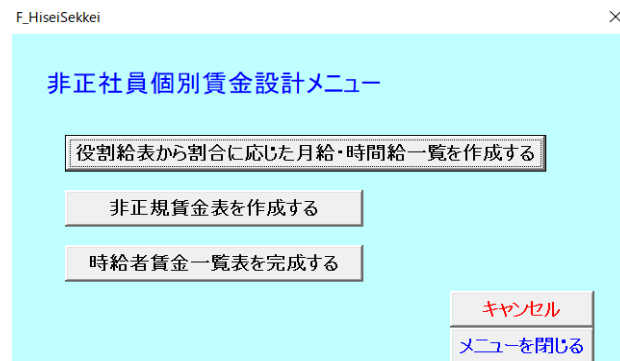 F_HiseiSekkei
非正社員個別賃金設計メニュー
役割給表から割合に応じた月給・時間給一覧を作成する
非正規賃金表を作成する
時給者賃金一覧表を完成する
キャンセル
メニューを閉じる